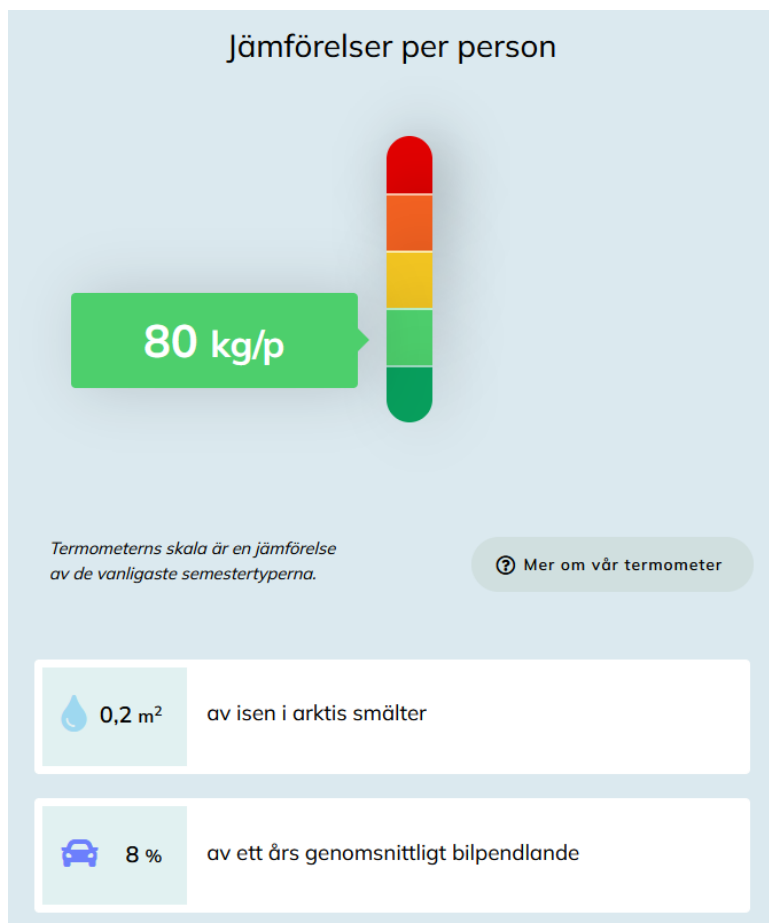 Jämförelser per person
80 kg/p
Termometerns skala är en jämförelse
av de vanligaste semestertyperna.
Mer om vår termometer
0,2 m²
av isen i arktis smälter
8 %
av ett års genomsnittligt bilpendlande